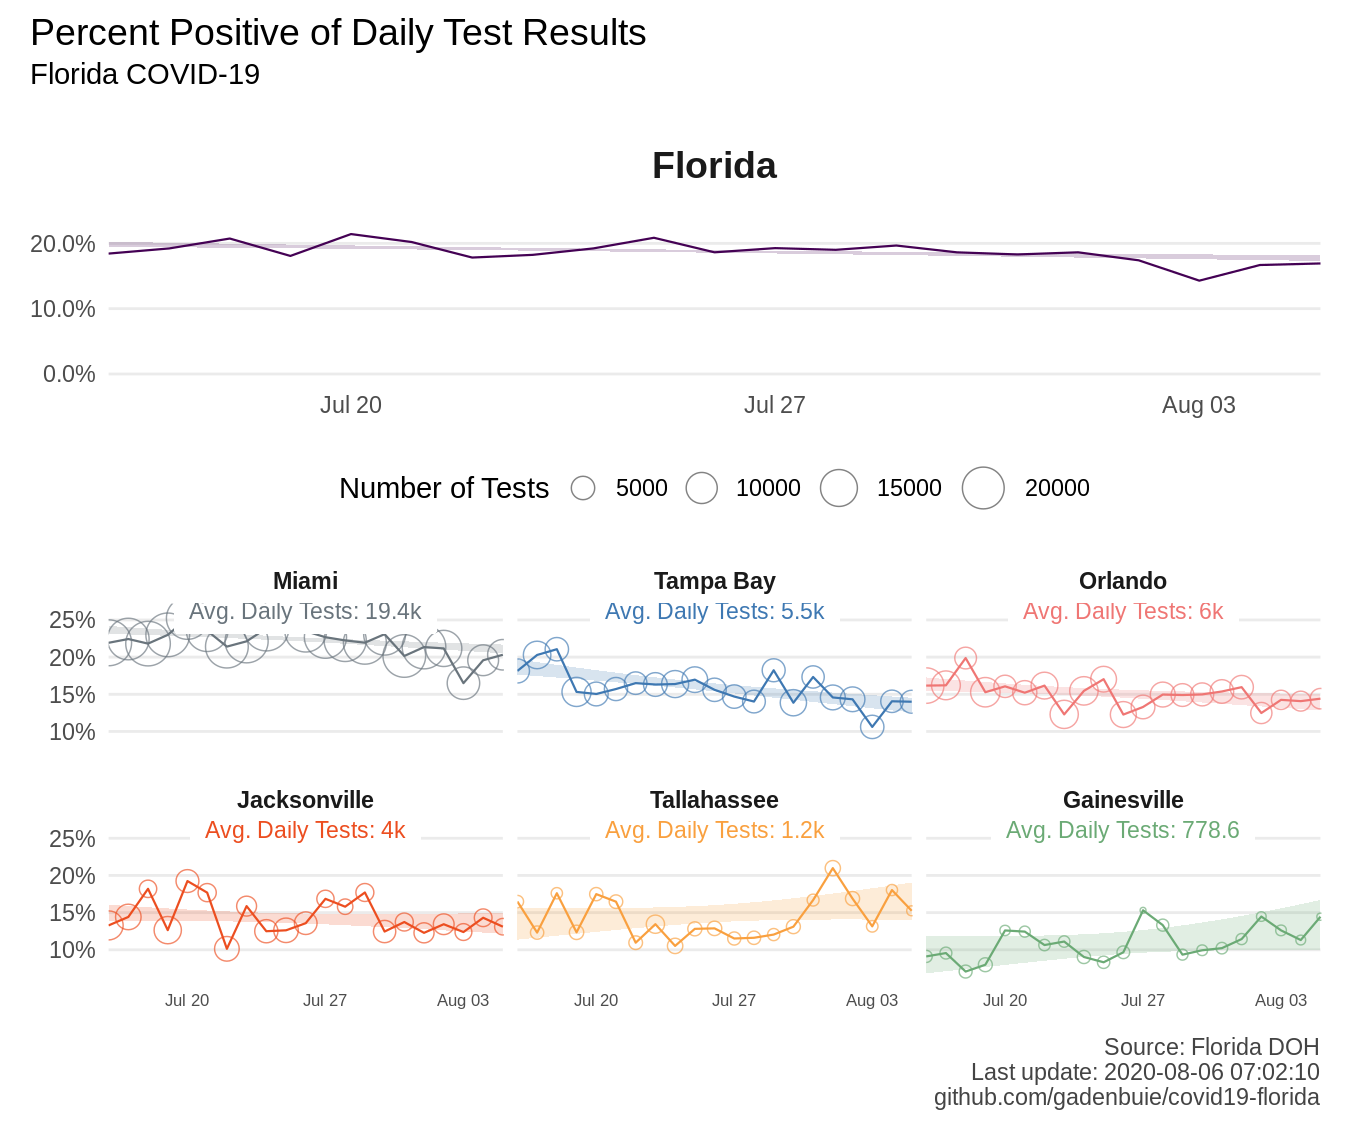 Percent Positive of Daily Test Results
Florida COVID-19
Florida
20.0%
10.0%
0.0%
Jul 20 Jul 27 Aug 03
Number of Tests 5000 10000 15000 20000
Miami Tampa Bay Orlando
Avg. Daily Tests: 19.4k Avg. Daily Tests: 5.5k Avg. Daily Tests: 6k
25%
20%
15%
10%
Jacksonville Tallahassee Gainesville
Avg. Daily Tests: 4k Avg. Daily Tests: 1.2k Avg. Daily Tests: 778.6
25%
20%
15%
10%
Jul 20 Jul 27 Aug 03 Jul 20 Jul 27 Aug 03 Jul 20 Jul 27 Aug 03
Source: Florida DOH
Last update: 2020-08-06 07:02:10
github.com/gadenbuie/covid19-florida